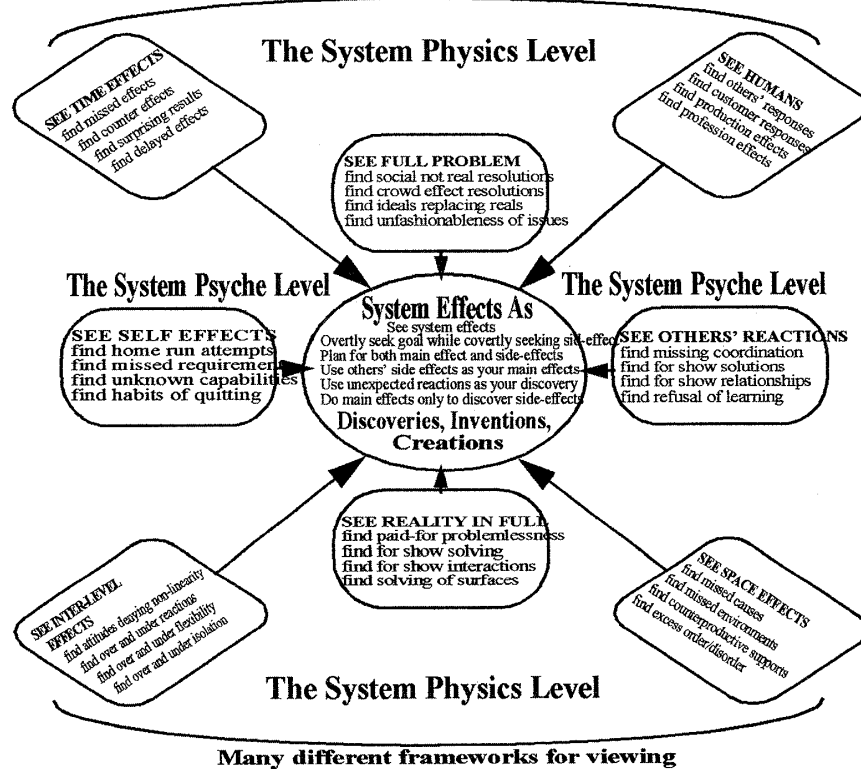 The System Physics Level
SEE TIME EFFECTS
find missed effects
find counter effects
find surprising results
find delayed effects
SEE HUMANS
find others' responses
find customer responses
find production effects
find profession effects
SEE FULL PROBLEM
find social not real resolutions
find crowd effect resolutions
find ideals replacing reals
find unfashionableness of issues
The System Psyche Level
The System Psyche Level
SEE SELF EFFECTS
find home run attempts
find missed requirements
find unknown capabilities
find habits of quitting
System Effects As
See system effects
Overtly seek goal while covertly seeking sid-effec
Plan for both main effect and side-effects
Use others' side effects as your main effects
Use unexpected reactions as your discovery
Do main effects only to discover side-effects
Discoveries, Inventions,
Creations
SEE OTHERS' REACTIONS
find missing coordination
find for show solutions
find for show relationships
find refusal of learning
SEE REALITY IN FULL
find paid-for problemlessness
find for show solving
find for show interactions
find solving of surfaces
SEE INTER-LEVEL
EFFECTS
find attitudes denying non-linearity
find over and under reactions
find over and under flexibility
find over and under isolation
SEE SPACE EFFECTS
find missed causes
find missed environments
find counterproductive supports
find excess order/disorder
The System Physics Level
Many different frameworks for viewing